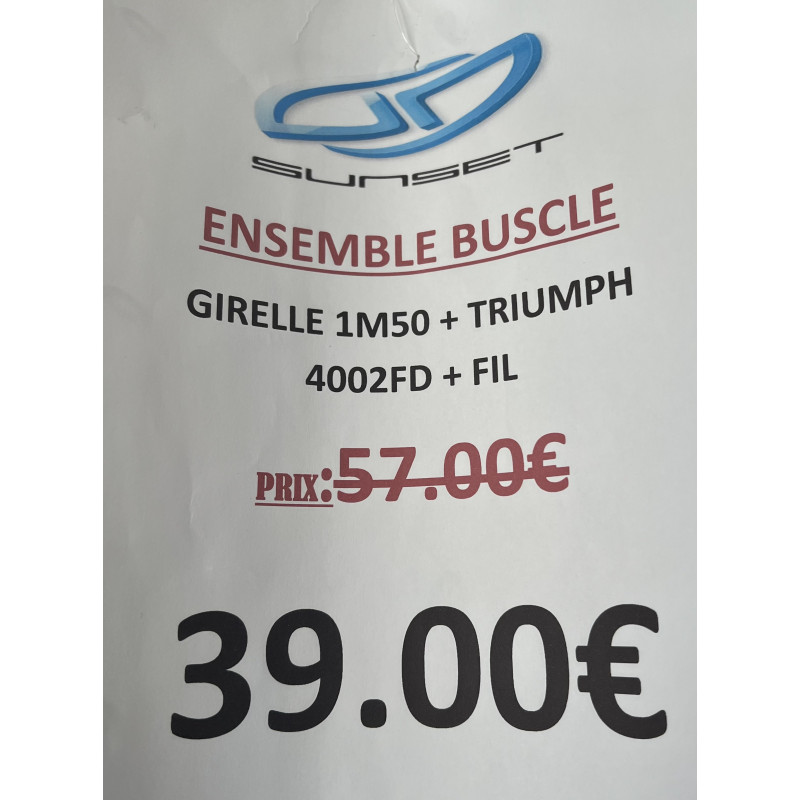 SUNSET
ENSEMBLE BUSCLE
GIRELLE 1M50 + TRIUMPH
4002FD + FIL
PRIX:57.00€
39.00€